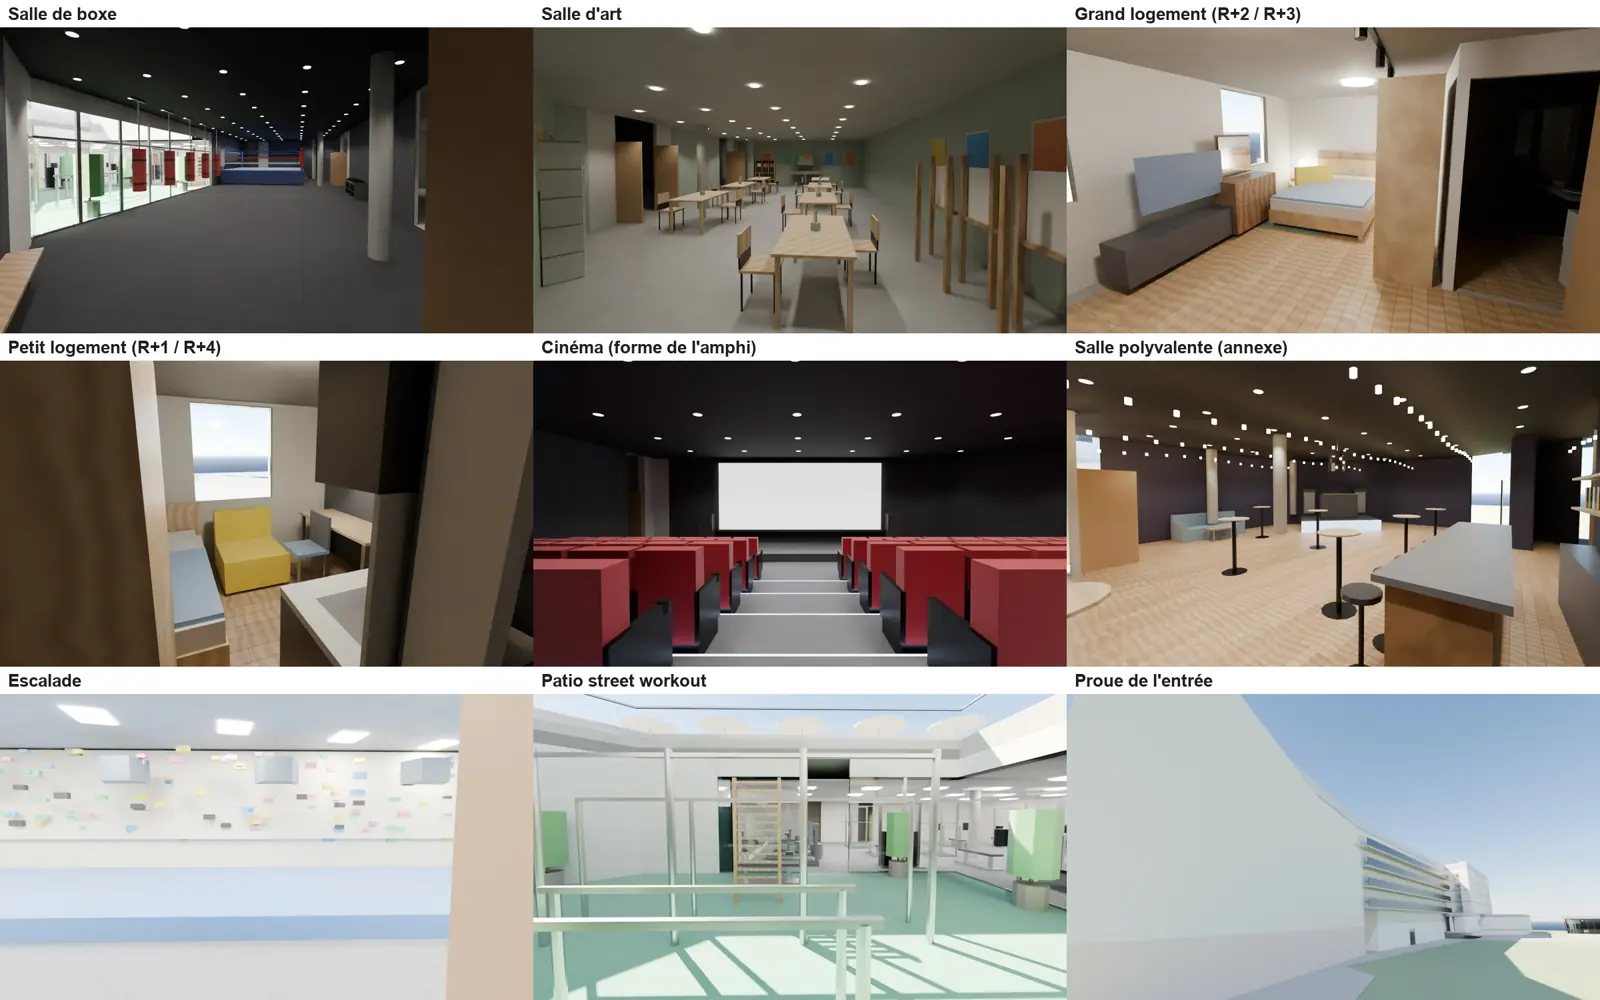 Salle de boxe
Salle d'art
Grand logement (R+2 / R+3)
Petit logement (R+1 / R+4)
Cinéma (forme de l'amphi)
Salle polyvalente (annexe)
Escalade
Patio street workout
Proue de l'entrée